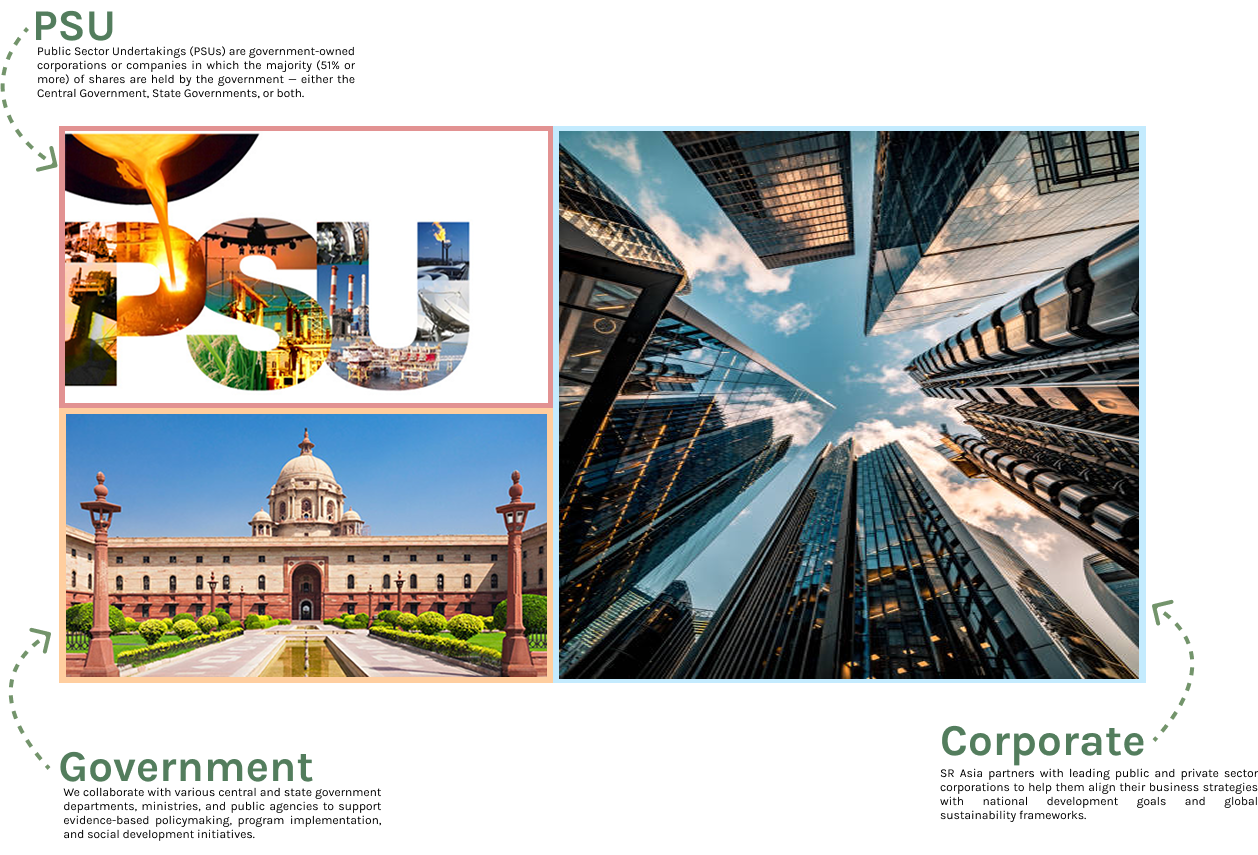 PSU
Public Sector Undertakings (PSUs) are government-owned
corporations or companies in which the majority (51% or
more) of shares are held by the government — either the
Central Government, State Governments, or both.
PSU
Government
We collaborate with various central and state government
departments, ministries, and public agencies to support
evidence-based policymaking, program implementation,
and social development initiatives.
Corporate
SR Asia partners with leading public and private sector
corporations to help them align their business strategies
with national development goals and global
sustainability frameworks.